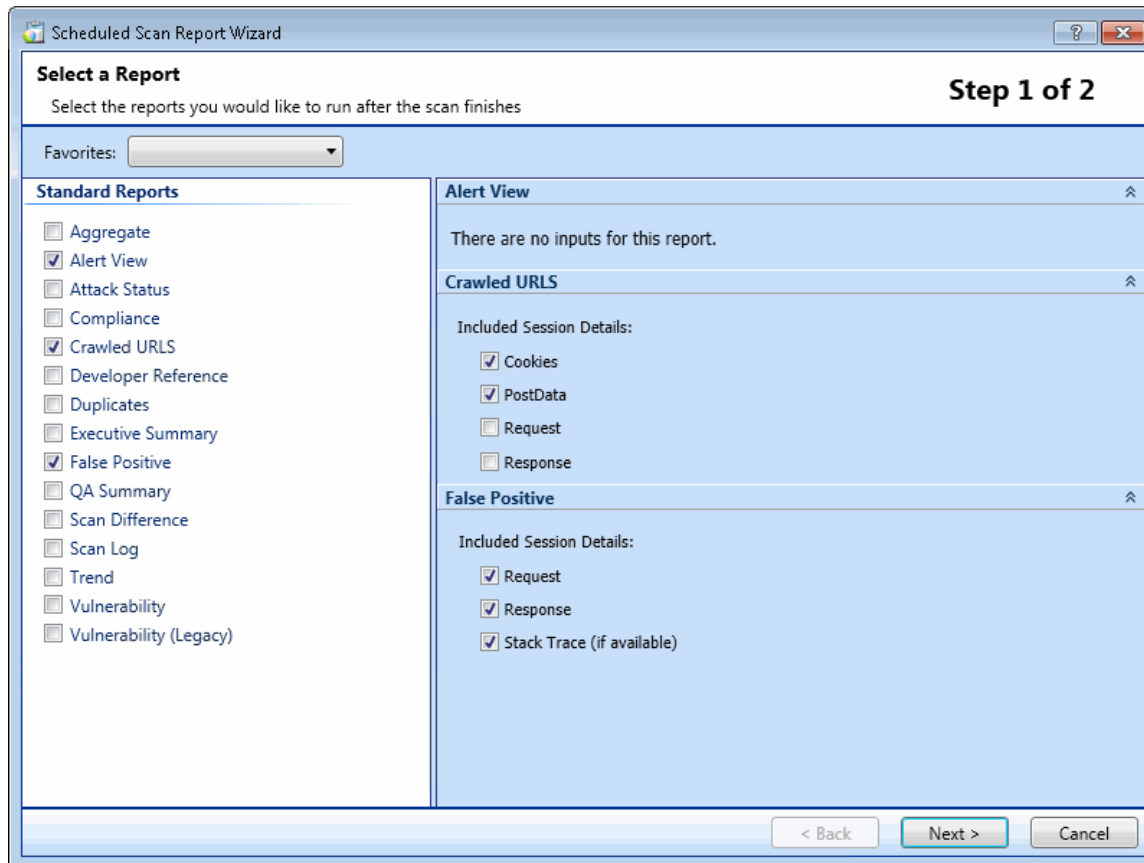 Scheduled Scan Report Wizard
?
Select a Report
Select the reports you would like to run after the scan finishes
Step 1 of 2
Favorites:
Standard Reports
Aggregate
Alert View
Attack Status
Compliance
Crawled URLS
Developer Reference
Duplicates
Executive Summary
False Positive
QA Summary
Scan Difference
Scan Log
Trend
Vulnerability
Vulnerability (Legacy)
Alert View
There are no inputs for this report.
Crawled URLS
Included Session Details:
Cookies
PostData
Request
Response
False Positive
Included Session Details:
Request
Response
Stack Trace (if available)
< Back
Next >
Cancel